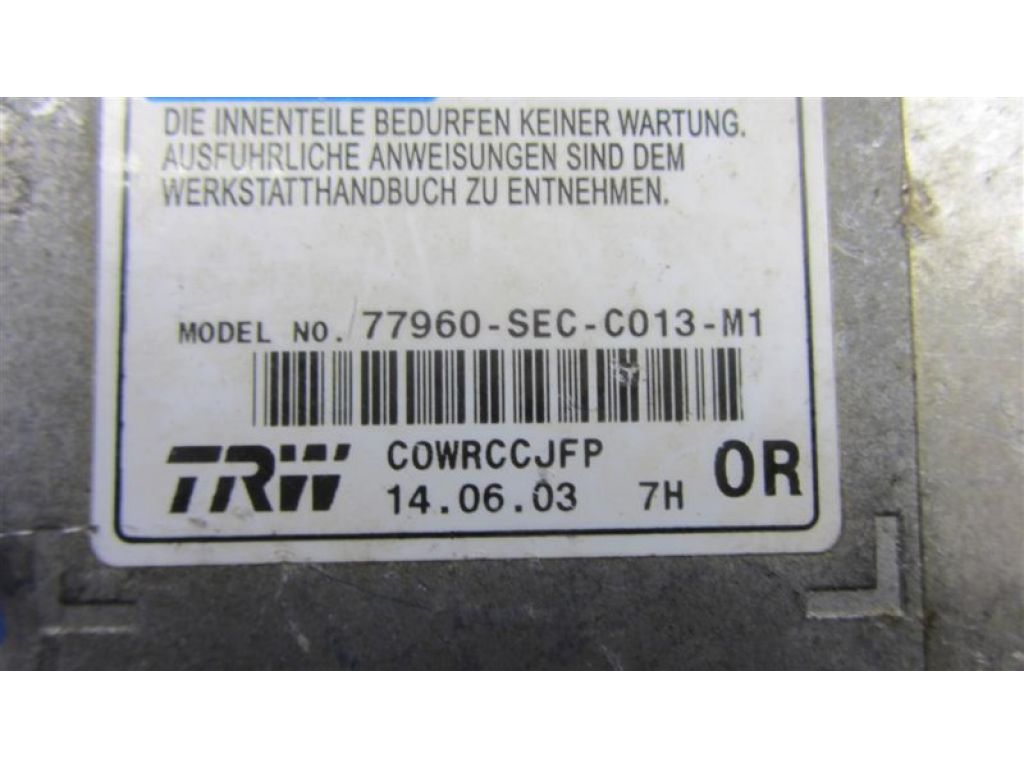 DIE INNENTEILE BEDURFEN KEINER WARTUNG.
AUSFUHRLICHE ANWEISUNGEN SIND DEM
WERKSTATTHANDBUCH ZU ENTNEHMEN.
MODEL NO. 77960-SEC-C013-M1
TRW COWRCCJFP 0R
14.06.03 7H